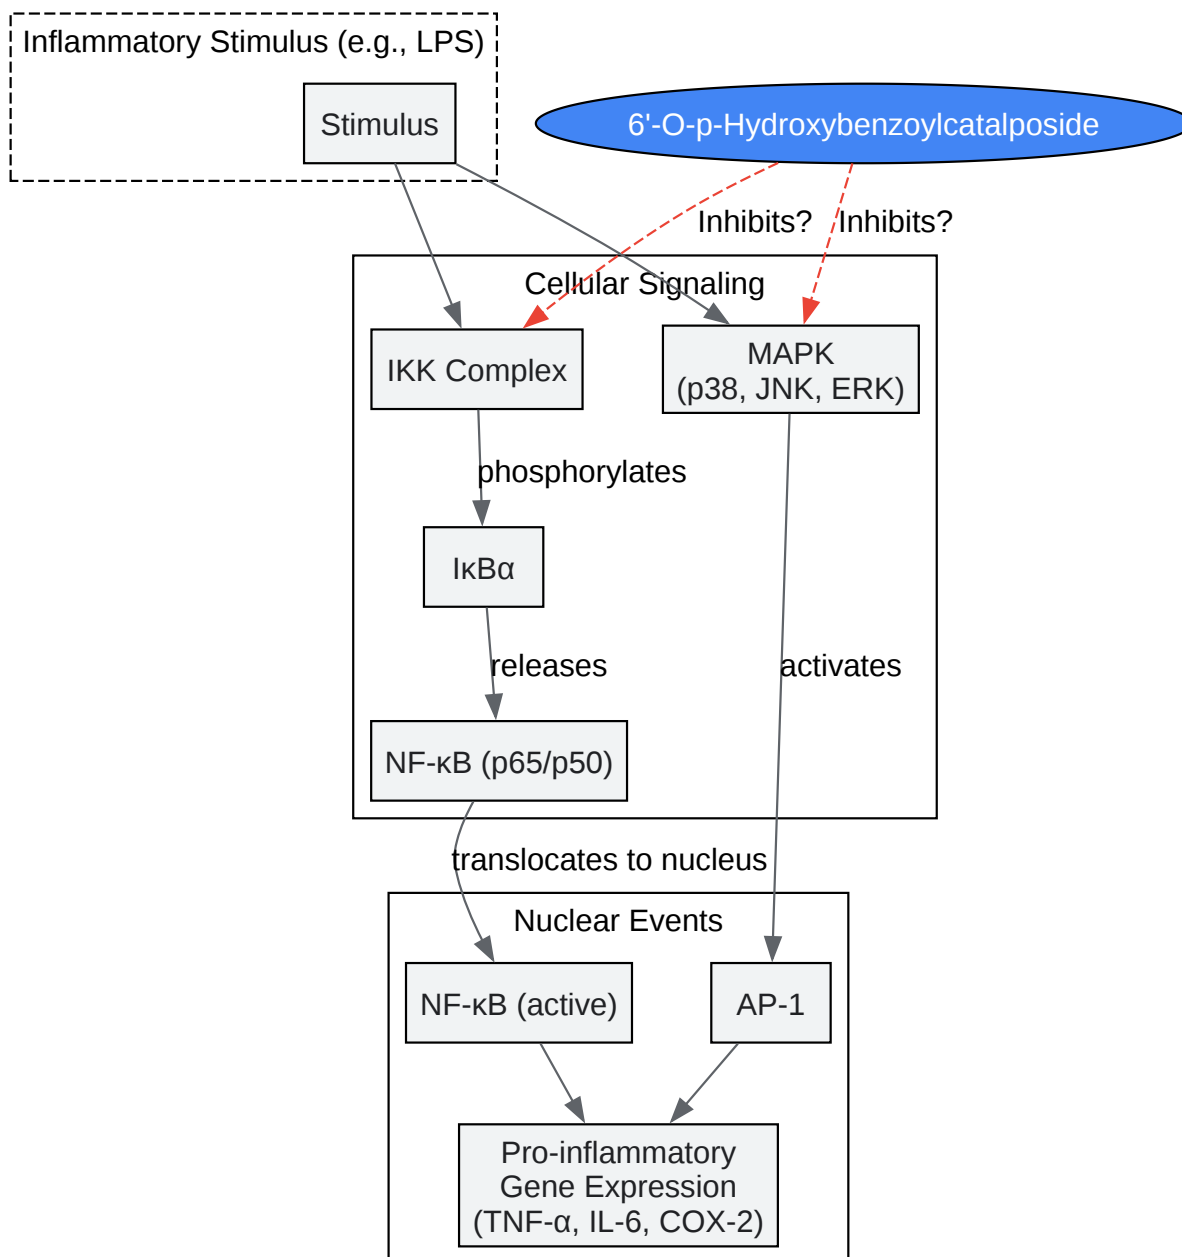 Inflammatory Stimulus (e.g., LPS)
Stimulus
6'-O-p-Hydroxybenzoylcatalposide
Inhibits?
Inhibits?
Cellular Signaling
IKK Complex
MAPK
(p38, JNK, ERK)
phosphorylates
IκBα
releases
activates
NF-κB (p65/p50)
translocates to nucleus
Nuclear Events
NF-κB (active)
AP-1
Pro-inflammatory
Gene Expression
(TNF-α, IL-6, COX-2)